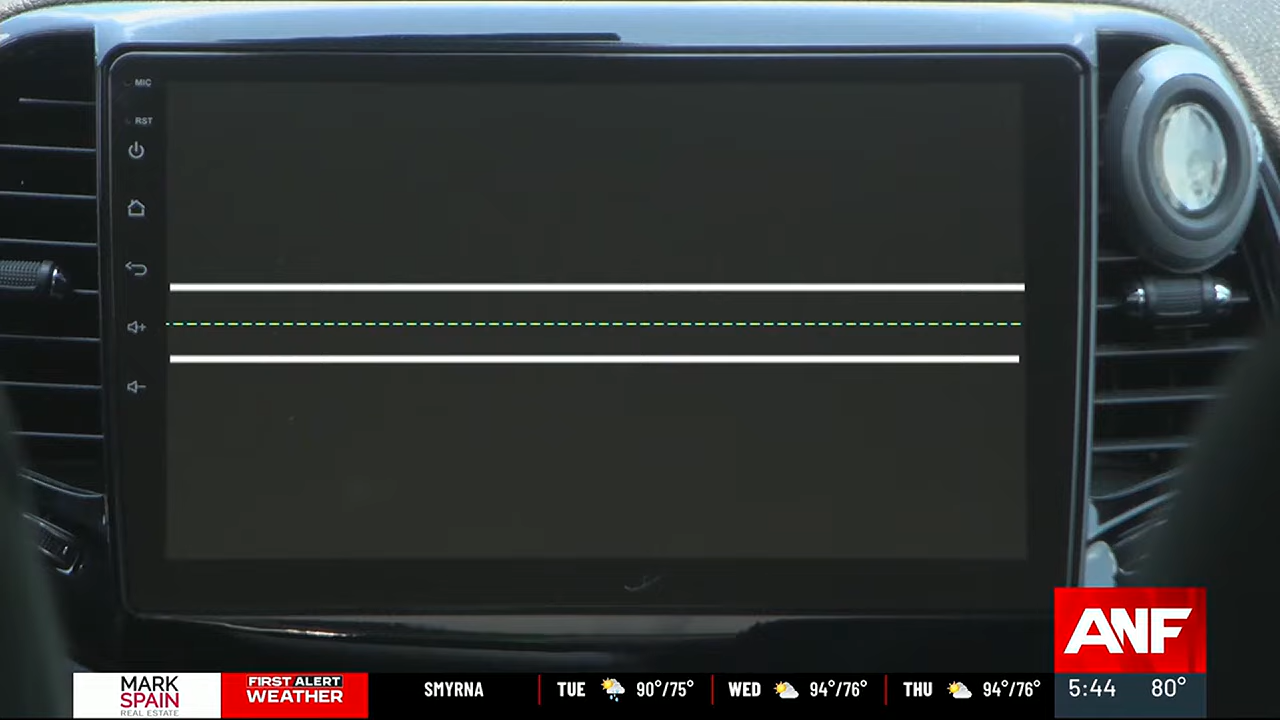 MIC
RST
ANF
MARK
SPAIN
REAL ESTATE
FIRST ALERT
WEATHER
SMYRNA
TUE 90°/75°
WED 94°/76°
THU 94°/76°
5:44 80°